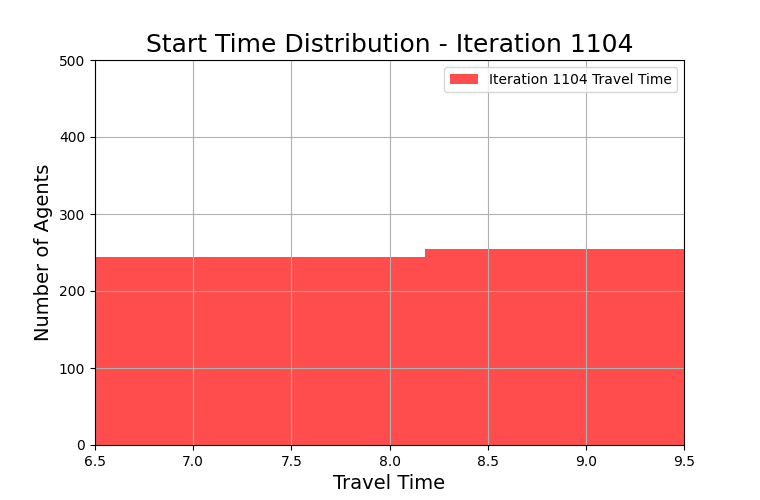 Start Time Distribution - Iteration 1104
500
400
300
200
100
0
Number of Agents
Iteration 1104 Travel Time
6.5 7.0 7.5 8.0 8.5 9.0 9.5
Travel Time